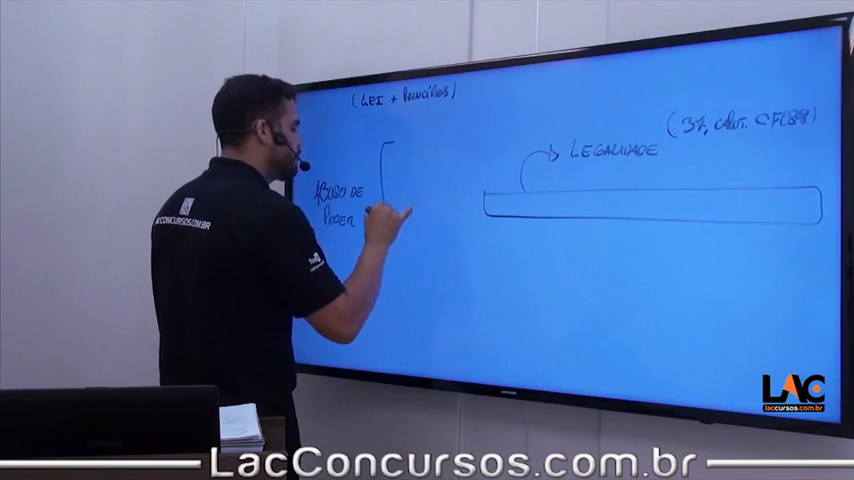 (LEI + PRINCÍPIOS)
(37, CAPUT. CF/88)
LEGALIDADE
ABUSO DE
PODER
LACCONCURSOS.COM.BR
LAC
laccursos.com.br
LacConcursos.com.br